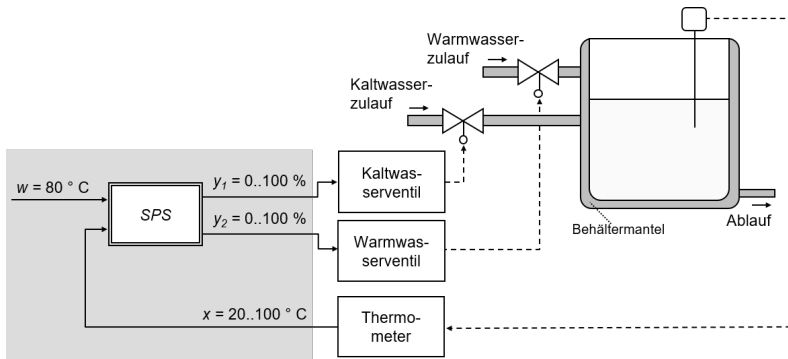 Warmwasser-
zulauf
Kaltwasser-
zulauf
w = 80 ° C
SPS
y1 = 0..100 %
y2 = 0..100 %
Kaltwas-
serventil
Warmwas-
serventil
Behältermantel
Ablauf
x = 20..100 ° C
Thermo-
meter